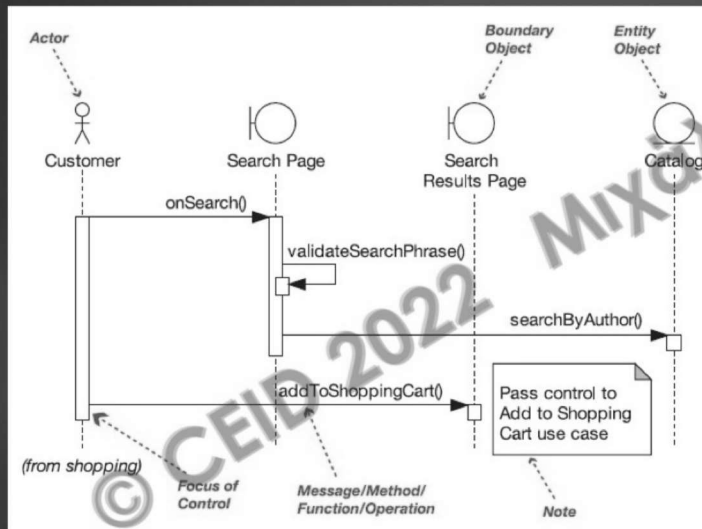 Actor
Boundary
Object
Entity
Object
Customer
Search Page
Search
Results Page
Catalog
onSearch()
validateSearchPhrase()
searchByAuthor()
addToShoppingCart()
Pass control to
Add to Shopping
Cart use case
(from shopping)
Focus of
Control
Message/Method/
Function/Operation
Note
© CEID 2022